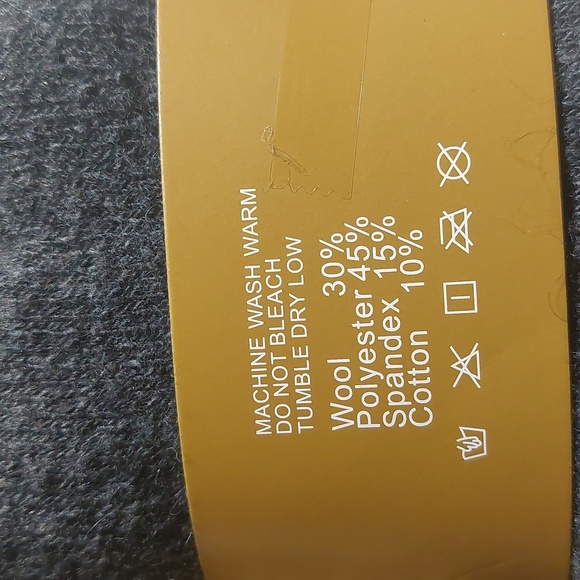 MACHINE WASH WARM
DO NOT BLEACH
TUMBLE DRY LOW
Wool 30%
Polyester 45%
Spandex 15%
Cotton 10%